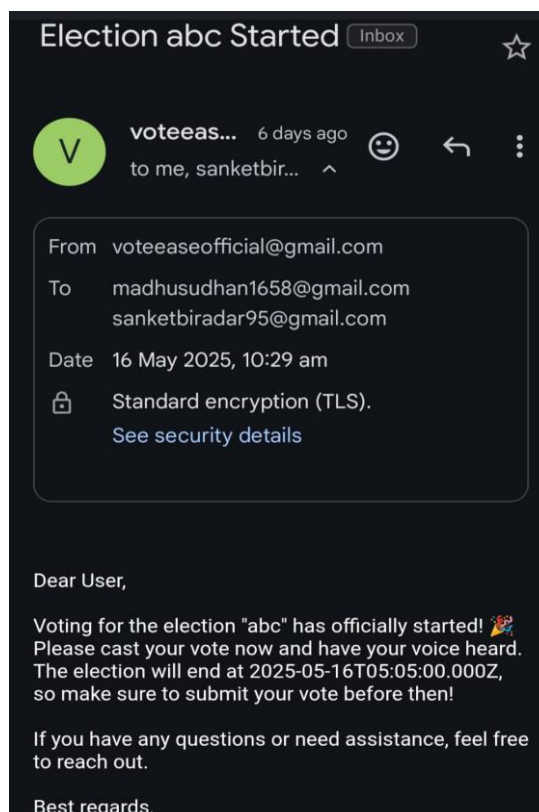 Election abc Started Inbox
V
voteeas... 6 days ago
to me, sanketbir...
From voteeaseofficial@gmail.com
To madhusudhan1658@gmail.com
sanketbiradar95@gmail.com
Date 16 May 2025, 10:29 am
Standard encryption (TLS).
See security details
Dear User,
Voting for the election "abc" has officially started! 🎉
Please cast your vote now and have your voice heard.
The election will end at 2025-05-16T05:05:00.000Z,
so make sure to submit your vote before then!
If you have any questions or need assistance, feel free
to reach out.
Best regards,